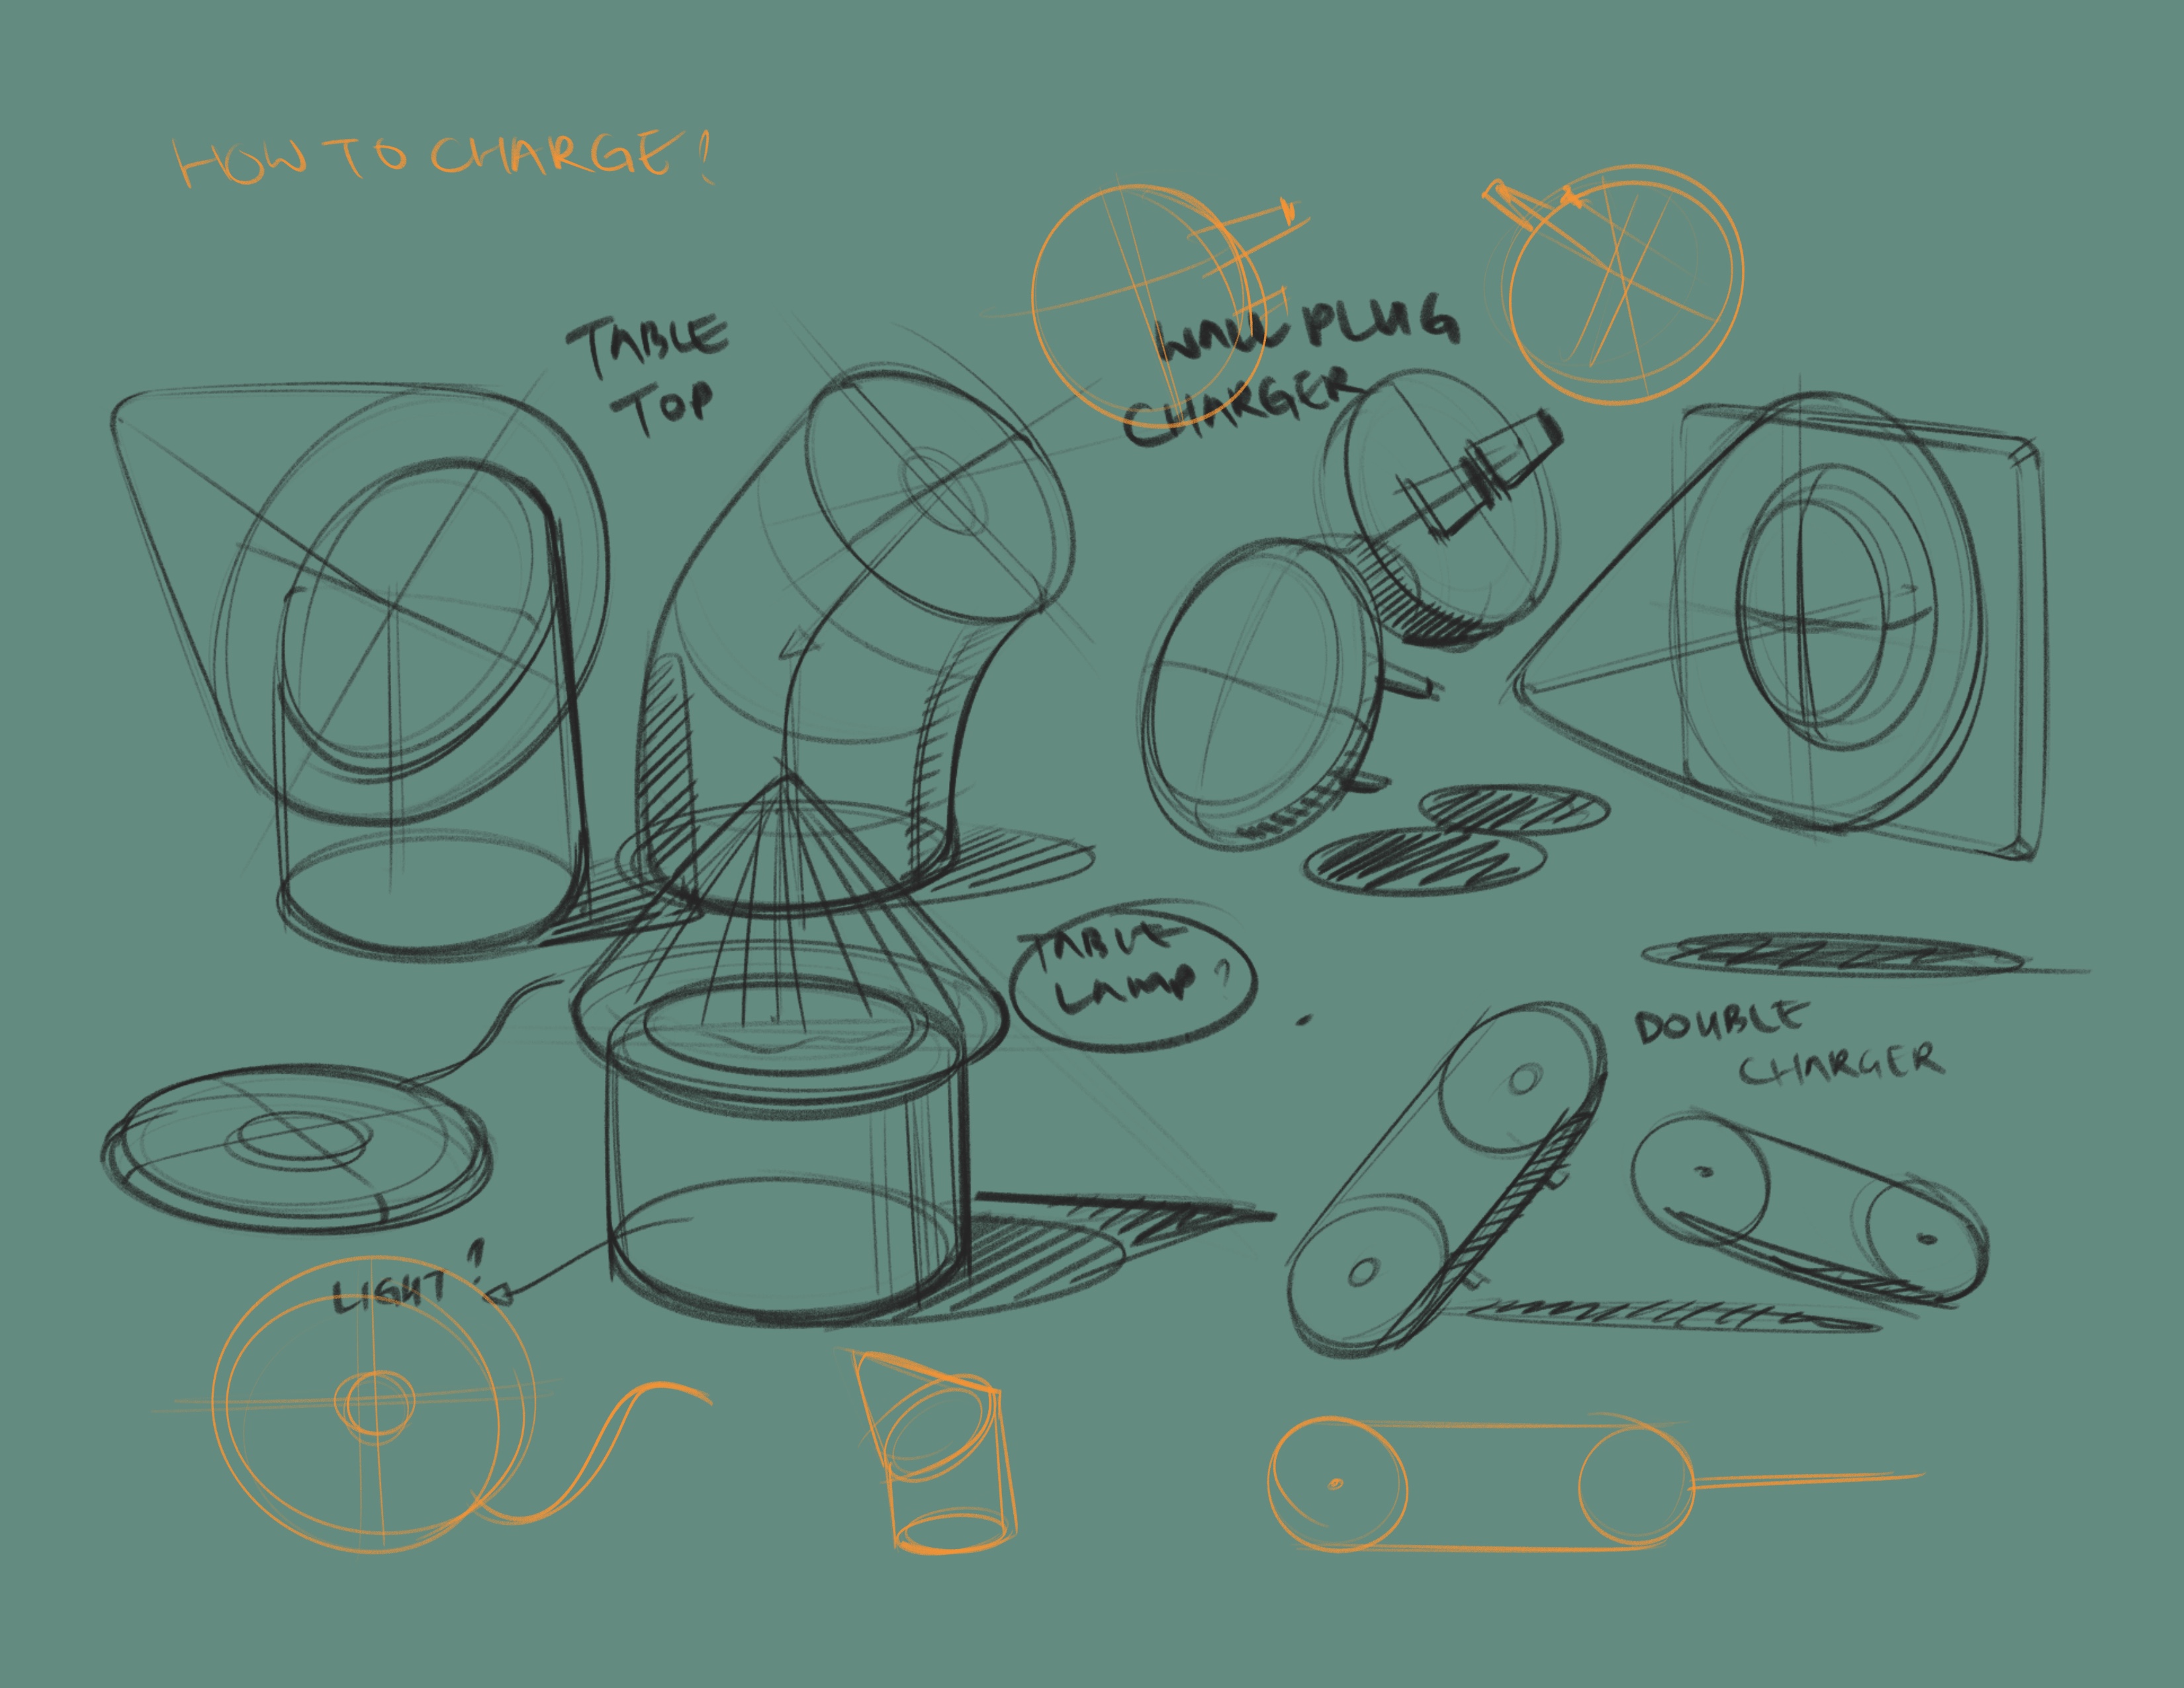 HOW TO CHARGE?
TABLE
TOP
WALL PLUG
CHARGER
TABLE
LAMP?
DOUBLE
CHARGER
LIGHT?